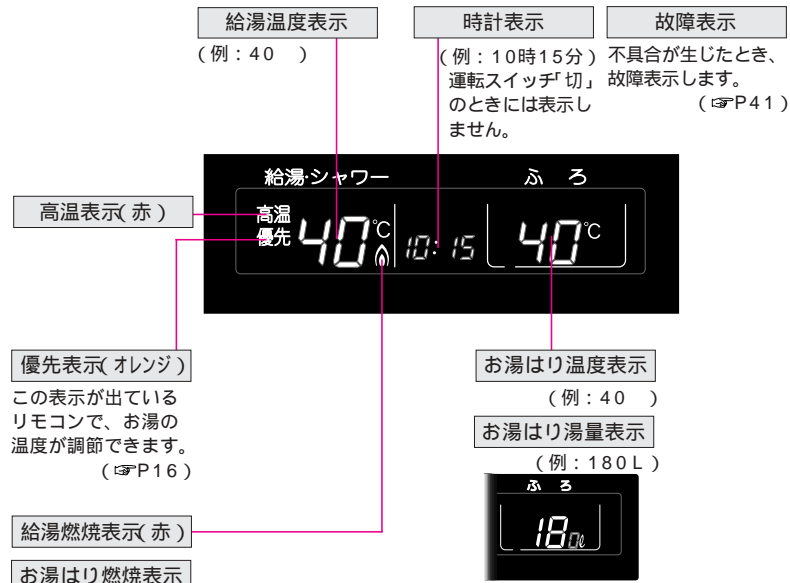 給湯温度表示
(例：40　)
時計表示
(例：10時15分)
運転スイッチ「切」
のときには表示し
ません。
故障表示
不具合が生じたとき、
故障表示します。
(☞P41)
給湯･シャワー
ふ ろ
高温表示(赤)
高温
優先
40℃
10:15
40℃
優先表示(オレンジ)
この表示が出ている
リモコンで、お湯の
温度が調節できます。
(☞P16)
お湯はり温度表示
(例：40　)
お湯はり湯量表示
(例：180L)
ふ ろ
180ℓ
給湯燃焼表示(赤)
お湯はり燃焼表示